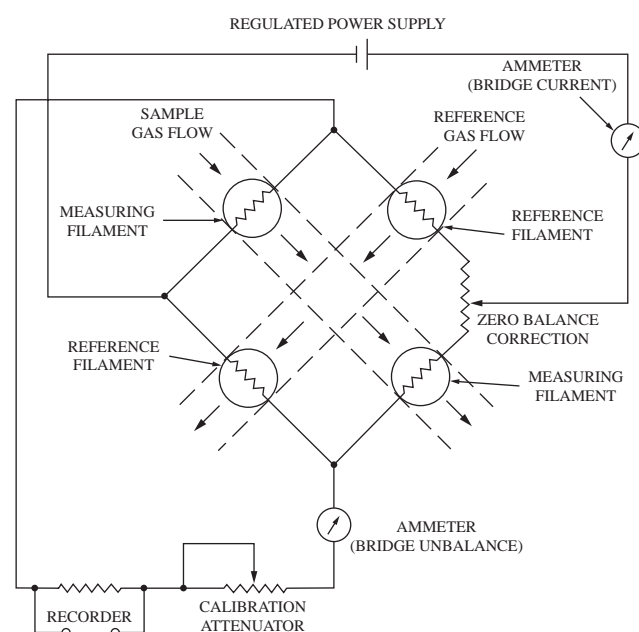 REGULATED POWER SUPPLY
AMMETER
(BRIDGE CURRENT)
SAMPLE
GAS FLOW
REFERENCE
GAS FLOW
MEASURING
FILAMENT
REFERENCE
FILAMENT
ZERO BALANCE
CORRECTION
REFERENCE
FILAMENT
MEASURING
FILAMENT
AMMETER
(BRIDGE UNBALANCE)
RECORDER
CALIBRATION
ATTENUATOR